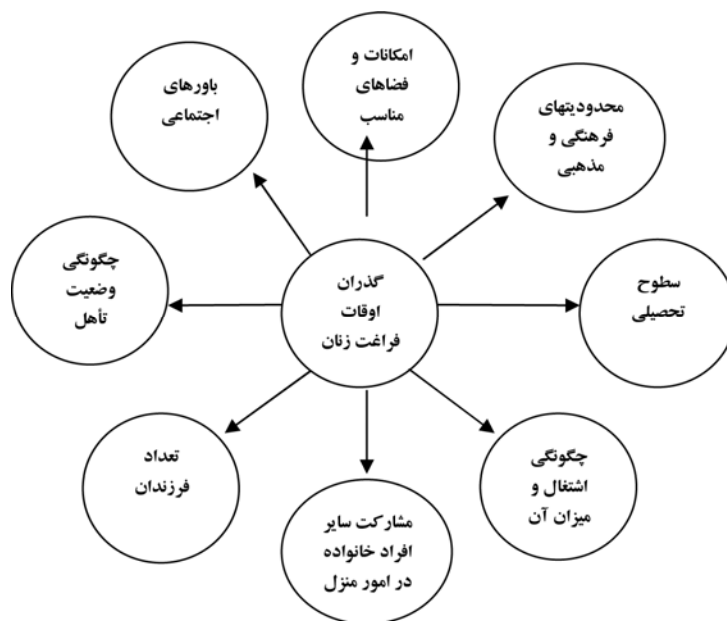 امکانات و
فضاهای
مناسب
محدودیتهای
فرهنگی و
مذهبی
باورهای
اجتماعی
سطوح
تحصیلی
گذران
اوقات
فراغت زنان
چگونگی
وضعیت
تأهل
چگونگی
اشتغال و
میزان آن
تعداد
فرزندان
مشارکت سایر
افراد خانواده
در امور منزل